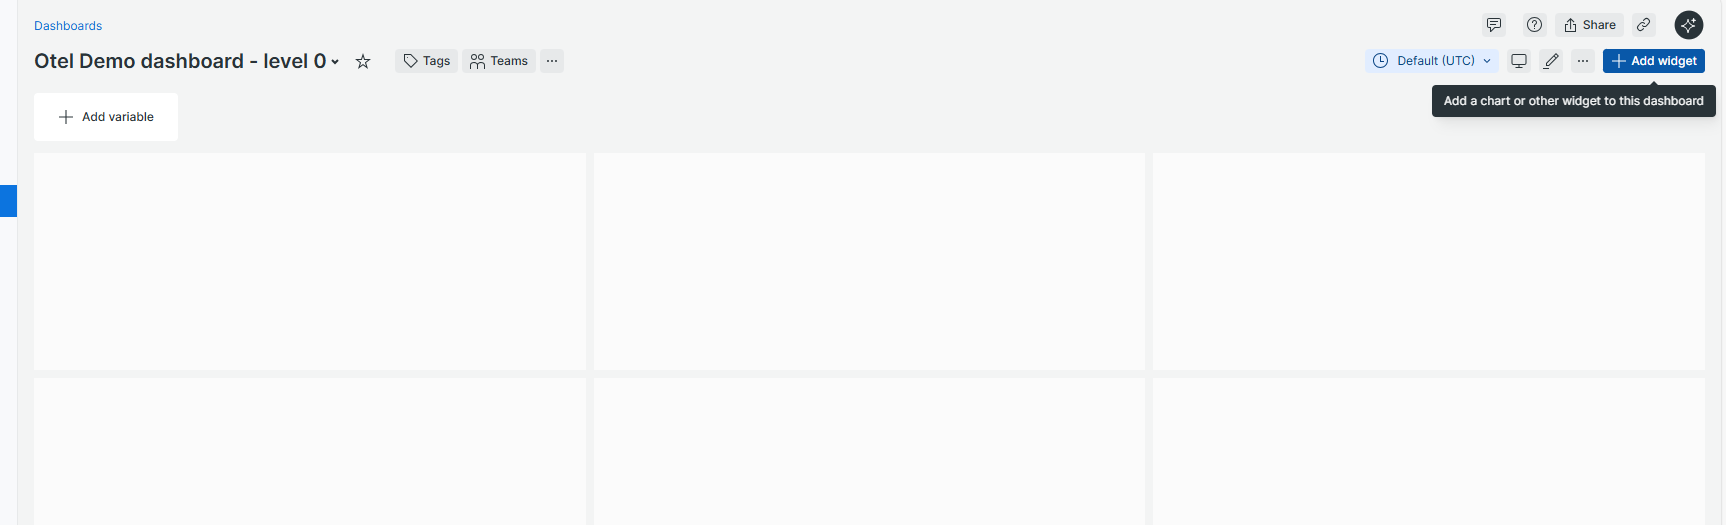 Dashboards
Share
Otel Demo dashboard - level 0
Tags
Teams
Default (UTC)
Add widget
Add a chart or other widget to this dashboard
Add variable